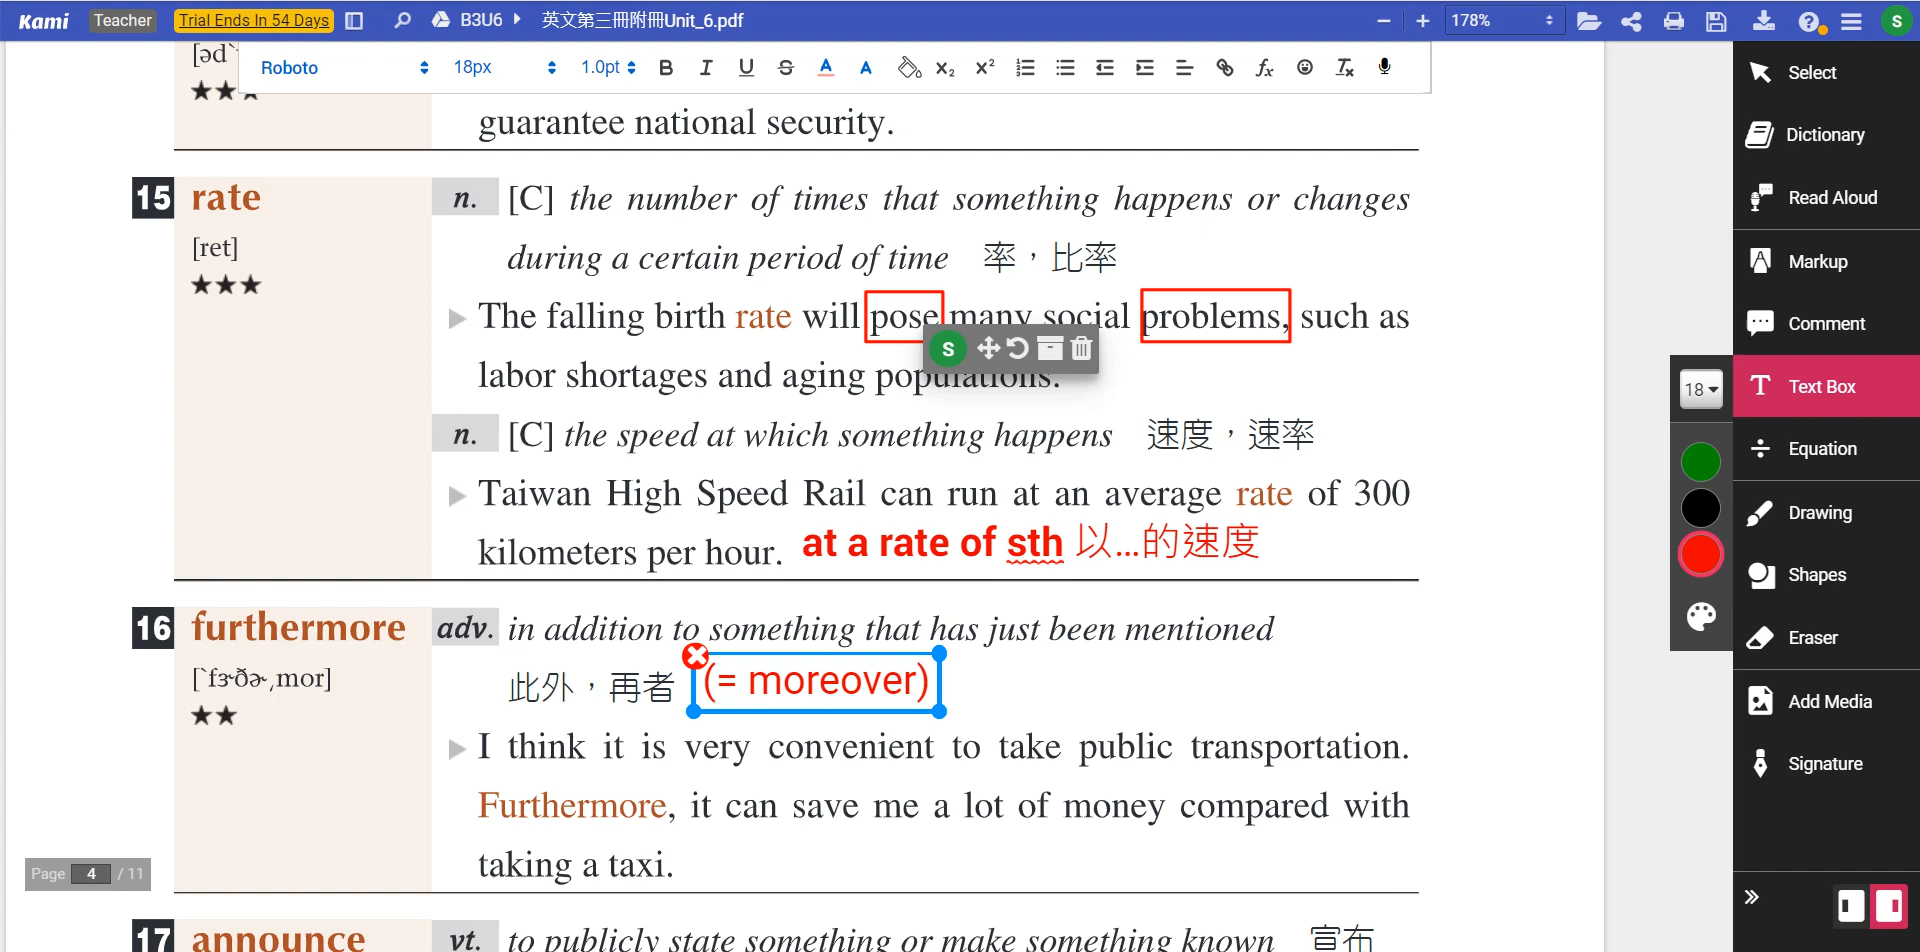 Kami Teacher Trial Ends In 54 Days B3U6 英文第三冊附冊Unit_6.pdf 178% S
Roboto 18px 1.0pt B I U S A A X₂ X² fx
★★
guarantee national security.
15 rate n. [C] the number of times that something happens or changes
[ret] during a certain period of time 率，比率
★★★
The falling birth rate will pose many social problems, such as
S
labor shortages and aging populations.
n. [C] the speed at which something happens 速度，速率
Taiwan High Speed Rail can run at an average rate of 300
kilometers per hour. at a rate of sth 以...的速度
16 furthermore adv. in addition to something that has just been mentioned
[ˋfɝðɚ͵mor] 此外，再者 (= moreover)
★★
I think it is very convenient to take public transportation.
Furthermore, it can save me a lot of money compared with
taking a taxi.
17 announce vt. to publicly state something or make something known 宣布
Page 4 / 11
Select
Dictionary
Read Aloud
Markup
Comment
18 Text Box
Equation
Drawing
Shapes
Eraser
Add Media
Signature